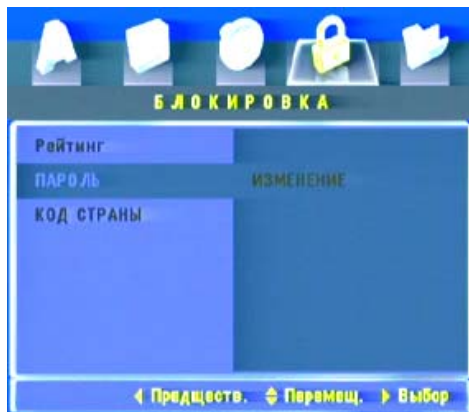 БЛОКИРОВКА
Рейтинг
ПАРОЛЬ ИЗМЕНЕНИЕ
КОД СТРАНЫ
Предшеств. Перемещ. Выбор